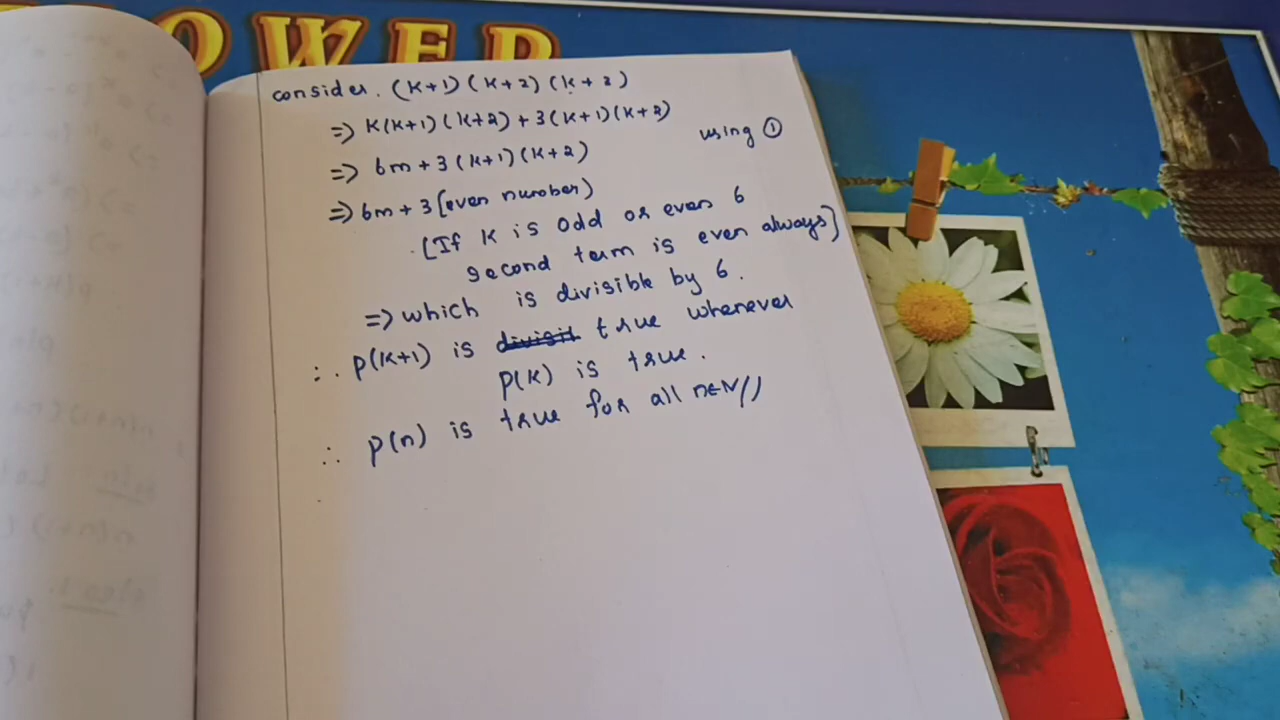 OWER
consider. (k+1) (k+2) (k+3)
=> k(k+1) (k+2) + 3(k+1)(k+2)
=> 6m + 3 (k+1) (k+2) using ①
=> 6m + 3 [even number)
[If k is odd or even 6
second term is even always]
=> which is divisible by 6.
∴ p(k+1) is true whenever
p(k) is true.
∴ p(n) is true for all n∈N//